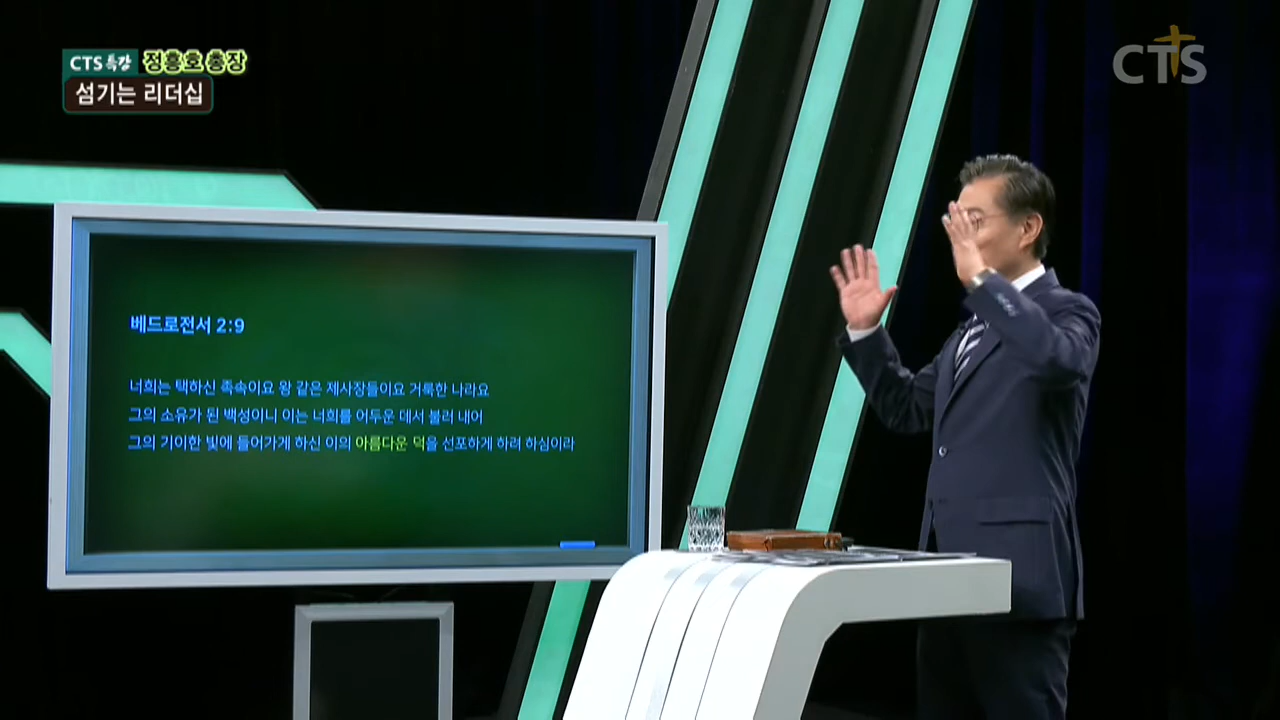 CTS특강 정흥호 총장
섬기는 리더십
CTS
베드로전서 2:9
너희는 택하신 족속이요 왕 같은 제사장들이요 거룩한 나라요
그의 소유가 된 백성이니 이는 너희를 어두운 데서 불러 내어
그의 기이한 빛에 들어가게 하신 이의 아름다운 덕을 선포하게 하려 하심이라